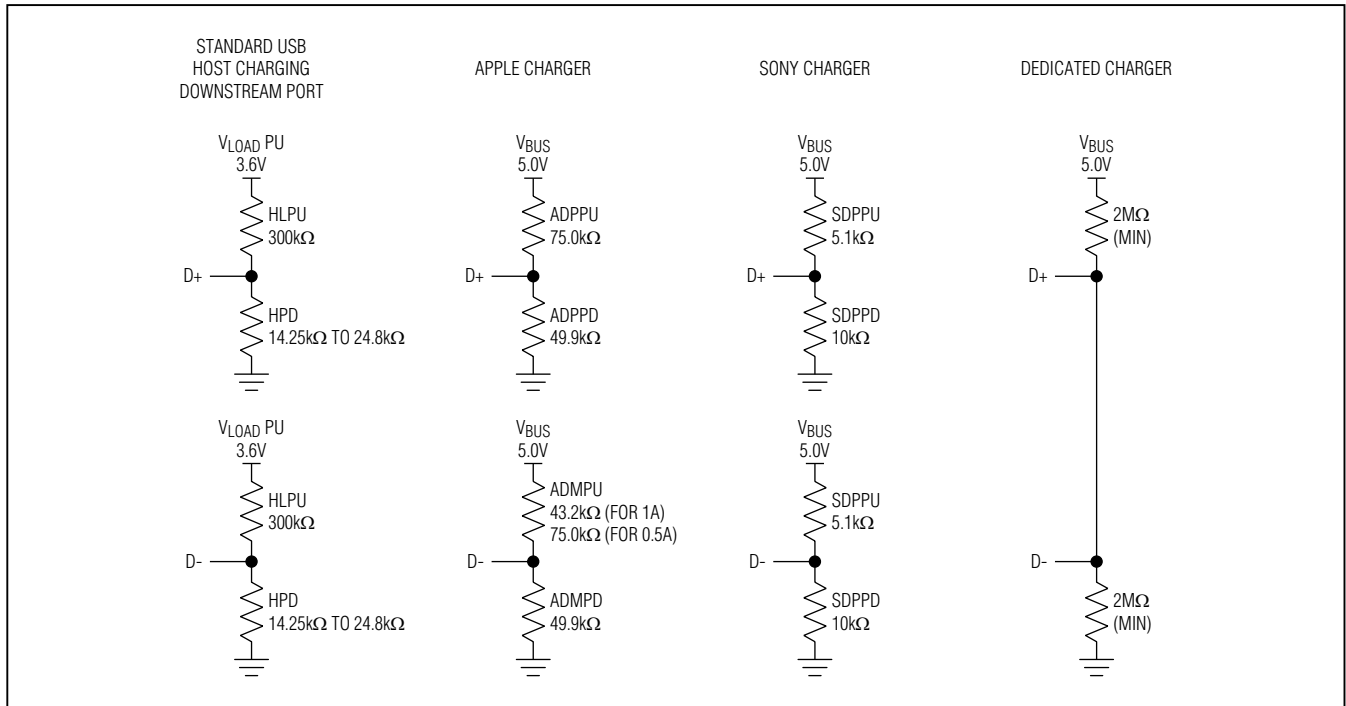 STANDARD USB
HOST CHARGING
DOWNSTREAM PORT
APPLE CHARGER
SONY CHARGER
DEDICATED CHARGER
VLOAD PU
3.6V
HLPU
300kΩ
D+
HPD
14.25kΩ TO 24.8kΩ
VLOAD PU
3.6V
HLPU
300kΩ
D-
HPD
14.25kΩ TO 24.8kΩ
VBUS
5.0V
ADPPU
75.0kΩ
D+
ADPPD
49.9kΩ
VBUS
5.0V
ADMPU
43.2kΩ (FOR 1A)
75.0kΩ (FOR 0.5A)
D-
ADMPD
49.9kΩ
VBUS
5.0V
SDPPU
5.1kΩ
D+
SDPPD
10kΩ
VBUS
5.0V
SDPPU
5.1kΩ
D-
SDPPD
10kΩ
VBUS
5.0V
2MΩ
(MIN)
D+
D-
2MΩ
(MIN)